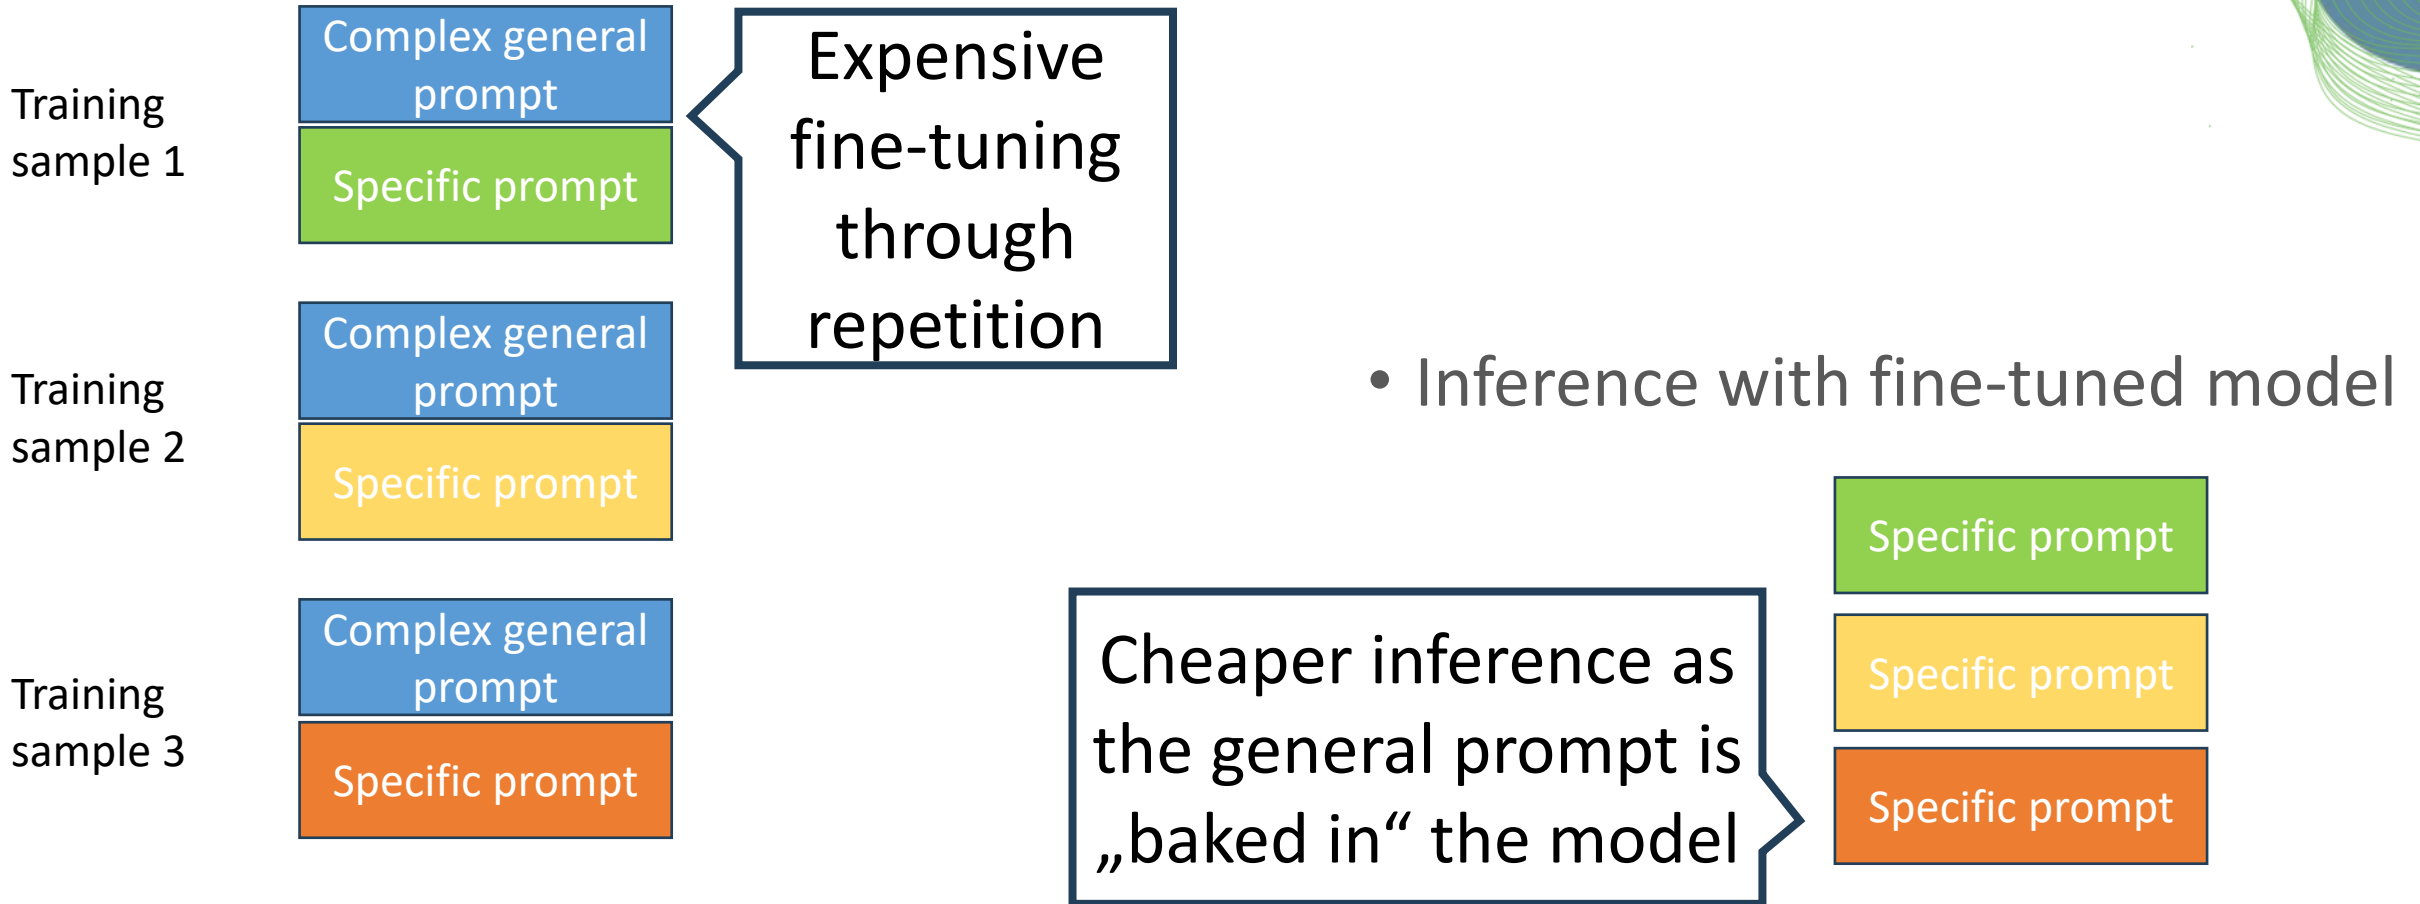 Training
sample 1
Complex general
prompt
Specific prompt
Expensive
fine-tuning
through
repetition
Training
sample 2
Complex general
prompt
Specific prompt
Training
sample 3
Complex general
prompt
Specific prompt
• Inference with fine-tuned model
Cheaper inference as
the general prompt is
„baked in“ the model
Specific prompt
Specific prompt
Specific prompt